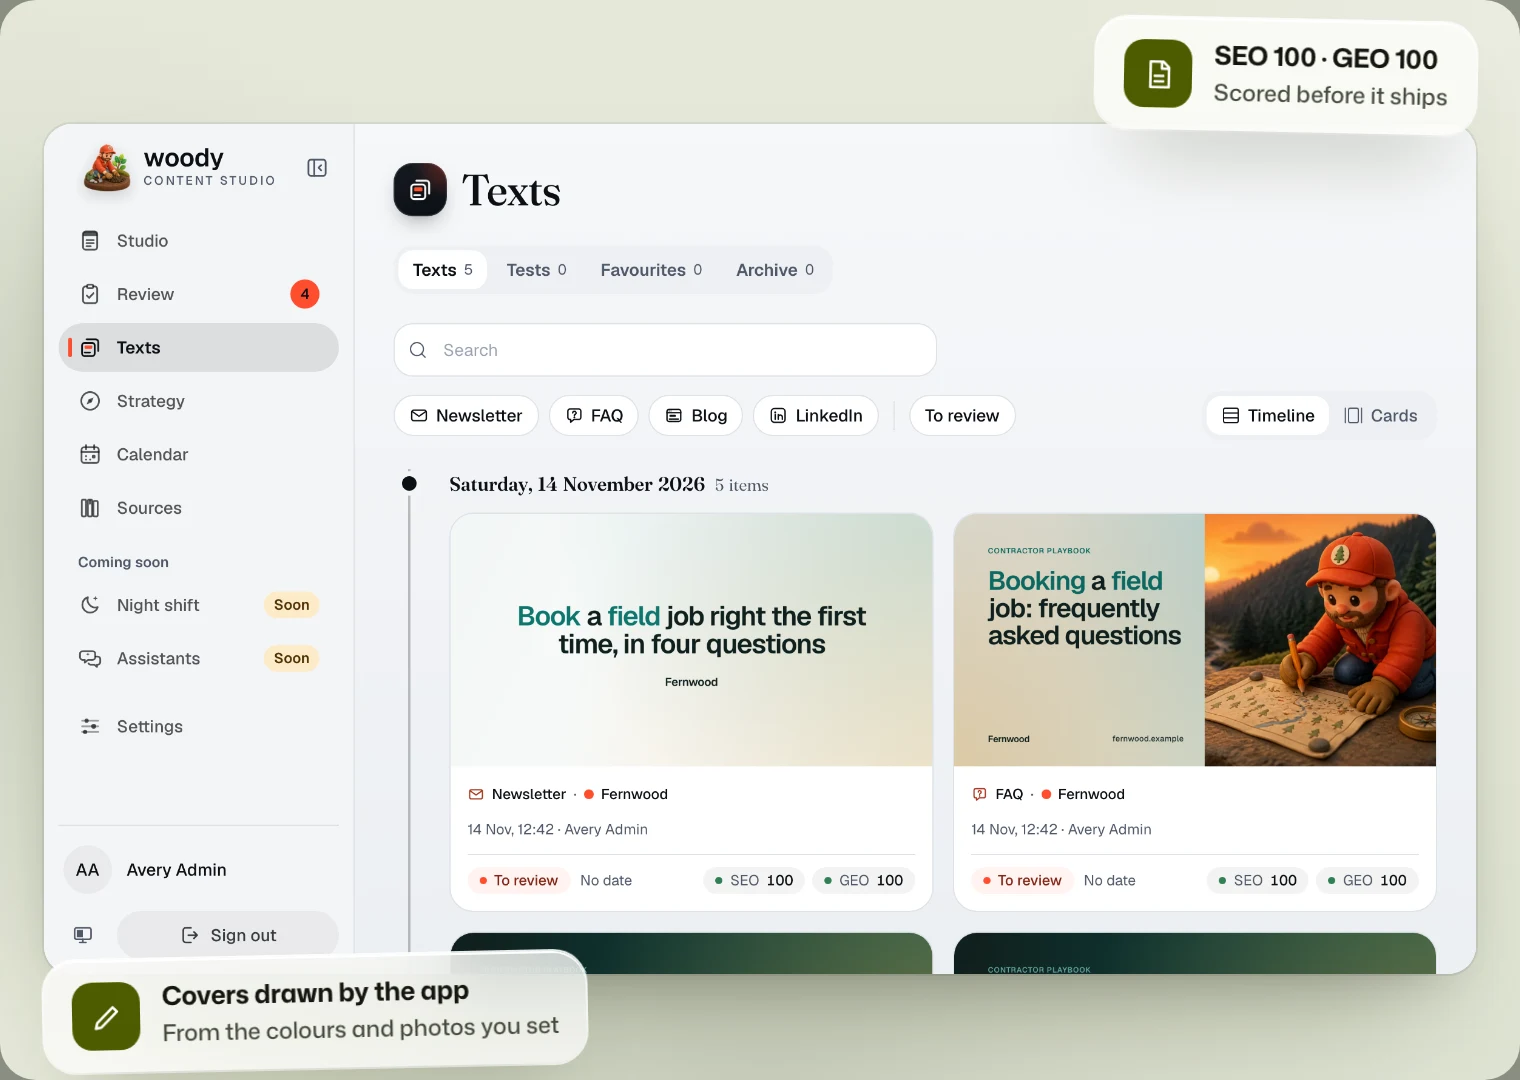 SEO 100 · GEO 100
Scored before it ships
woody
CONTENT STUDIO
Studio
Review 4
Texts
Strategy
Calendar
Sources
Coming soon
Night shift Soon
Assistants Soon
Settings
AA Avery Admin
Sign out
Texts
Texts 5 Tests 0 Favourites 0 Archive 0
Search
Newsletter FAQ Blog LinkedIn To review Timeline Cards
Saturday, 14 November 2026 5 items
Book a field job right the first
time, in four questions
Fernwood
Newsletter · Fernwood
14 Nov, 12:42 · Avery Admin
To review No date SEO 100 GEO 100
CONTRACTOR PLAYBOOK
Booking a field
job: frequently
asked questions
Fernwood fernwood.example
FAQ · Fernwood
14 Nov, 12:42 · Avery Admin
To review No date SEO 100 GEO 100
CONTRACTOR PLAYBOOK
Covers drawn by the app
From the colours and photos you set